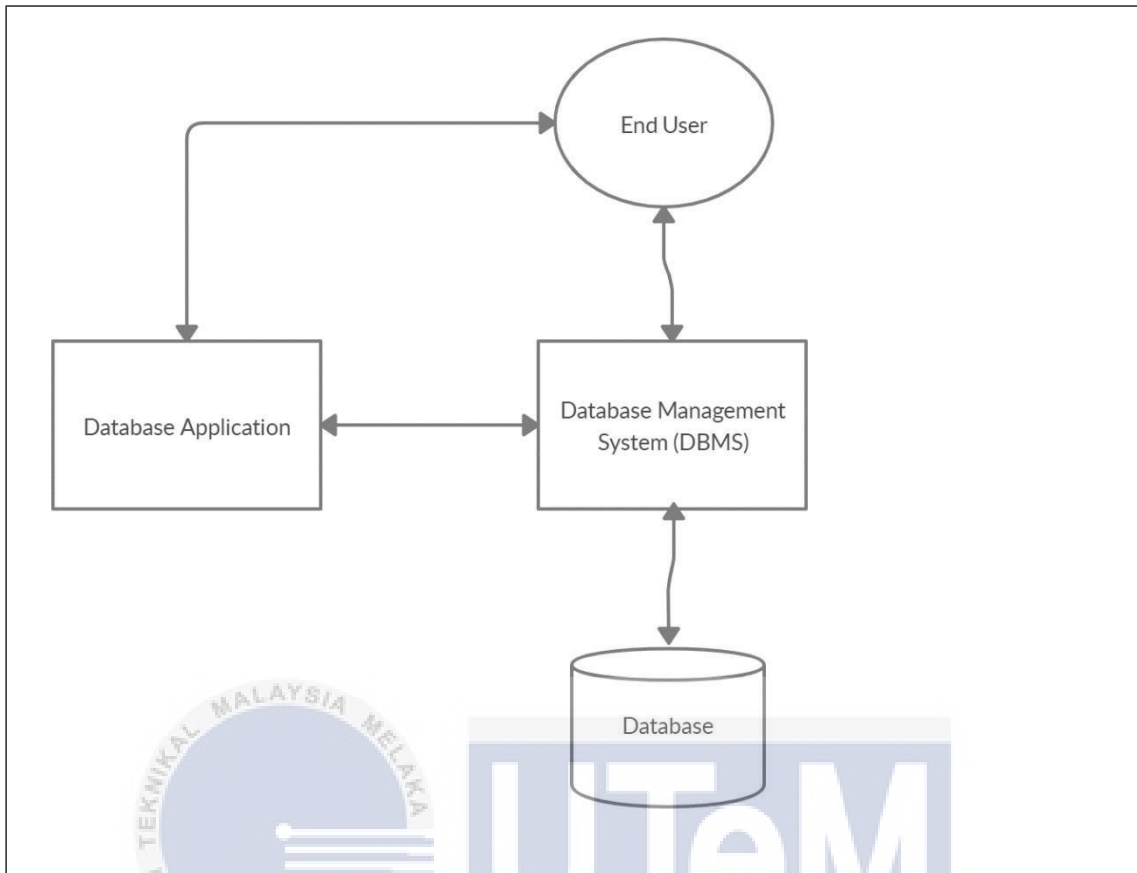 End User
Database Application
Database Management
System (DBMS)
Database
TEKNIKAL MALAYSIA MELAKA
UTeM